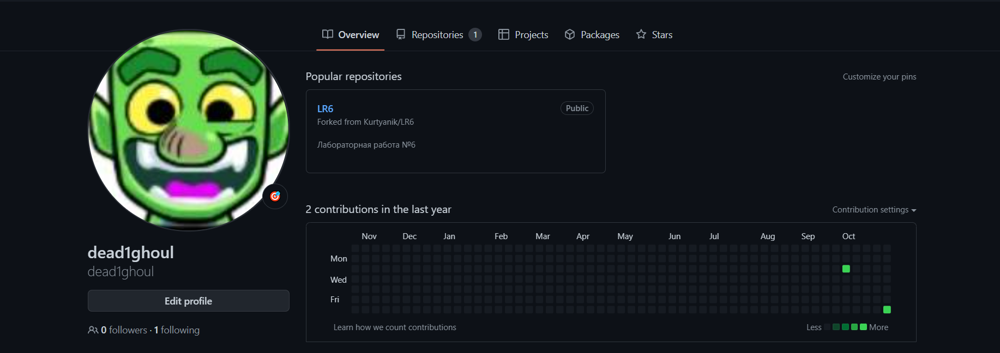 Overview Repositories 1 Projects Packages Stars
Popular repositories Customize your pins
LR6 Public
Forked from Kurtyanik/LR6
Лабораторная работа №6
2 contributions in the last year Contribution settings
Nov Dec Jan Feb Mar Apr May Jun Jul Aug Sep Oct
Mon
Wed
Fri
Learn how we count contributions Less More
dead1ghoul
dead1ghoul
Edit profile
0 followers · 1 following